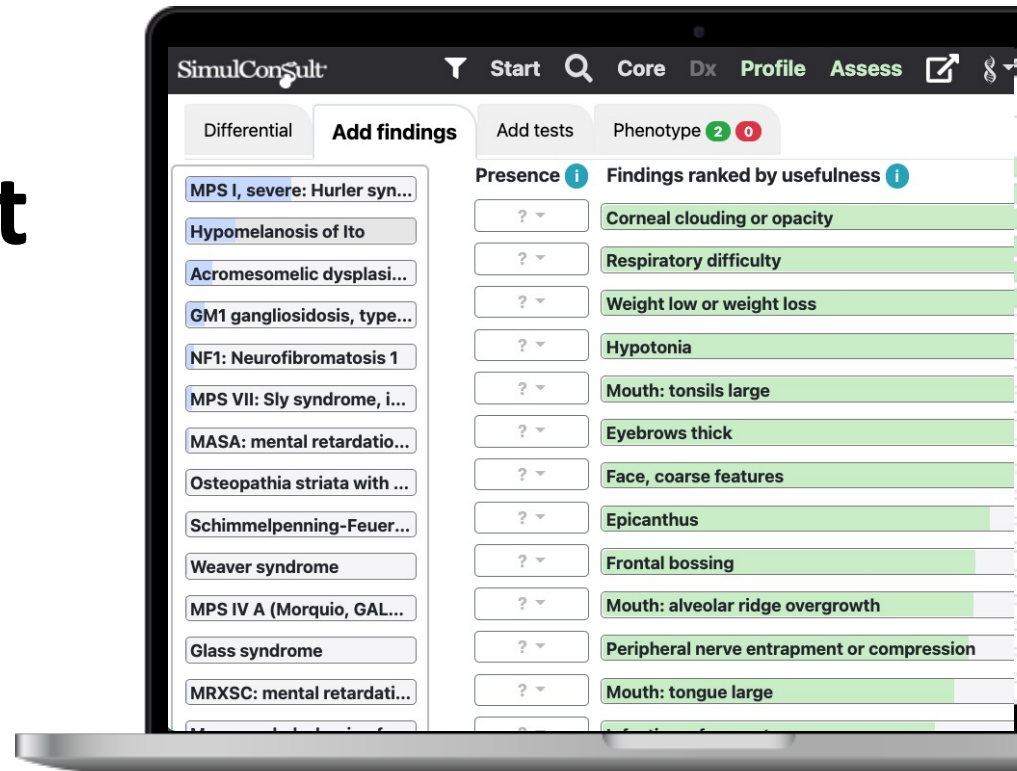 t
SimulConsult
Start Core Dx Profile Assess
Differential Add findings Add tests Phenotype 2 0
Presence i Findings ranked by usefulness i
MPS I, severe: Hurler syn...
Hypomelanosis of Ito
Acromesomelic dysplasi...
GM1 gangliosidosis, type...
NF1: Neurofibromatosis 1
MPS VII: Sly syndrome, i...
MASA: mental retardatio...
Osteopathia striata with ...
Schimmelpenning-Feuer...
Weaver syndrome
MPS IV A (Morquio, GAL...
Glass syndrome
MRXSC: mental retardati...
? Corneal clouding or opacity
? Respiratory difficulty
? Weight low or weight loss
? Hypotonia
? Mouth: tonsils large
? Eyebrows thick
? Face, coarse features
? Epicanthus
? Frontal bossing
? Mouth: alveolar ridge overgrowth
? Peripheral nerve entrapment or compression
? Mouth: tongue large